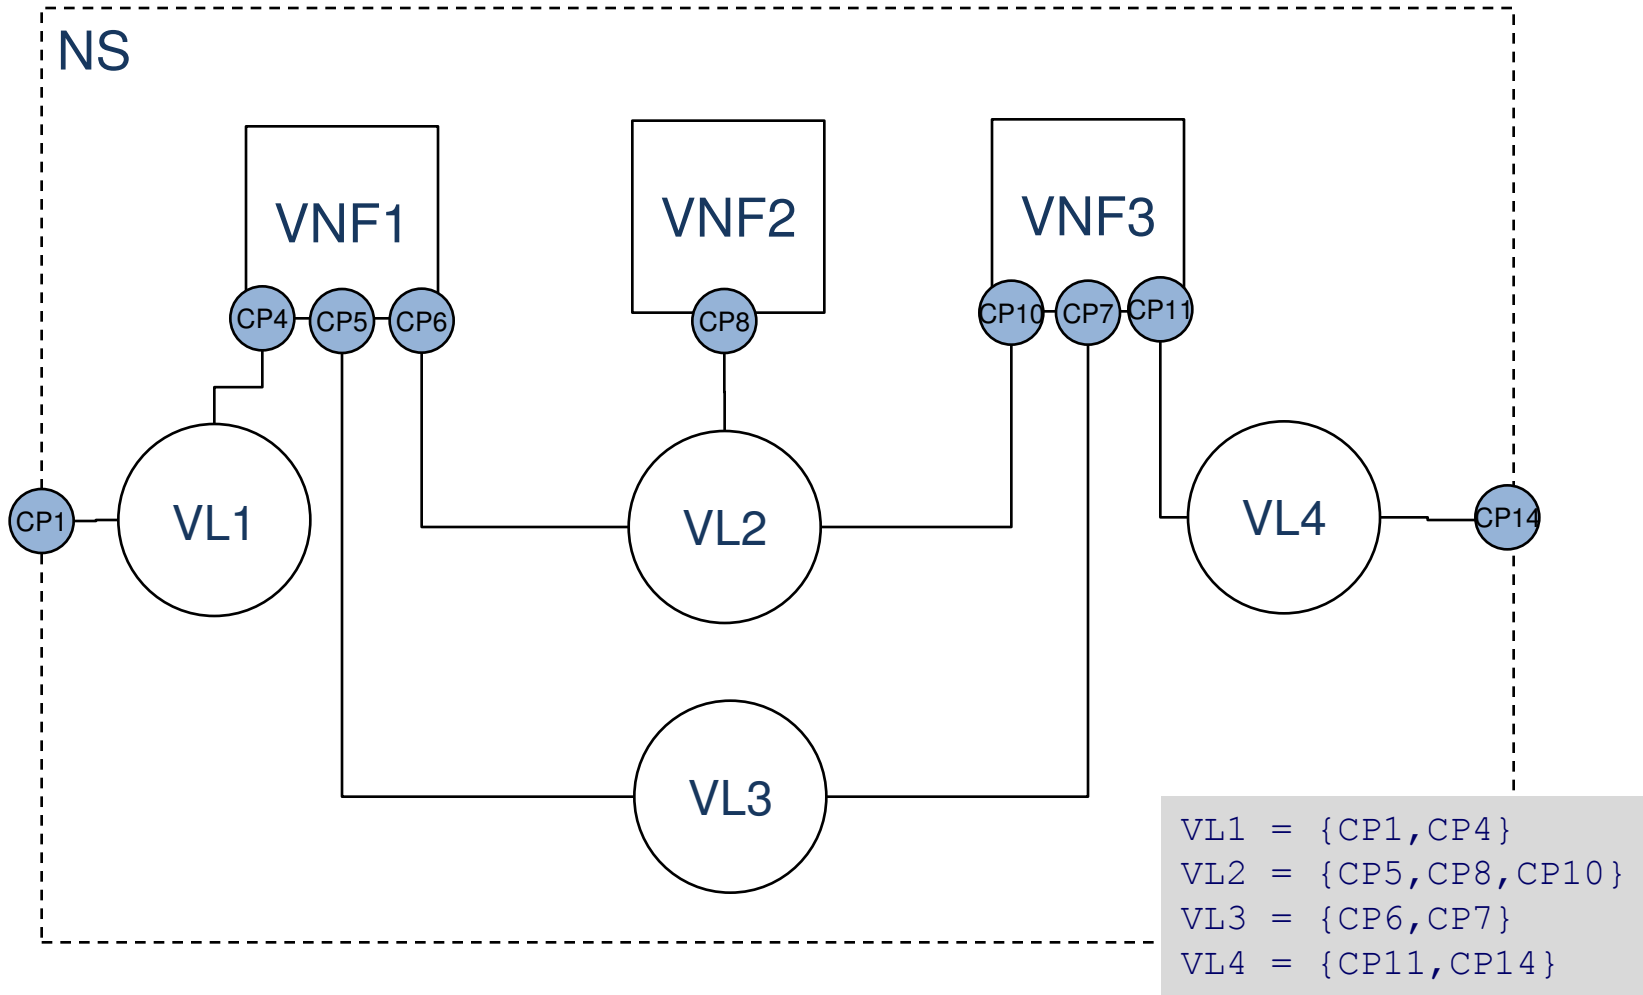 NS
VNF1
VNF2
VNF3
CP4
CP5
CP6
CP8
CP10
CP7
CP11
CP1
VL1
VL2
VL4
CP14
VL3
VL1 = {CP1,CP4}
VL2 = {CP5,CP8,CP10}
VL3 = {CP6,CP7}
VL4 = {CP11,CP14}